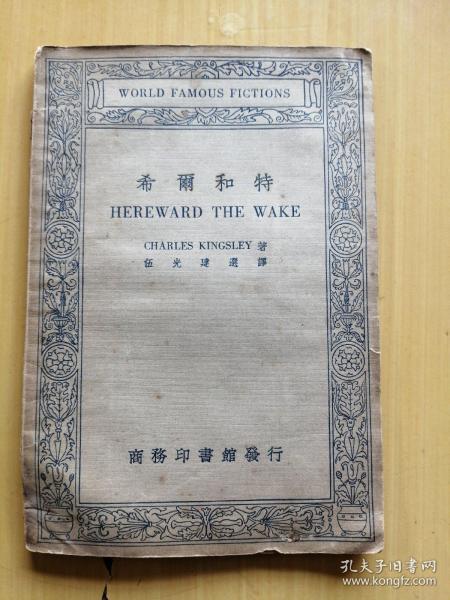 WORLD FAMOUS FICTIONS
希爾和特
HEREWARD THE WAKE
CHARLES KINGSLEY 著
伍光建選譯
商務印書館發行
孔夫子旧书网
www.kongfz.com